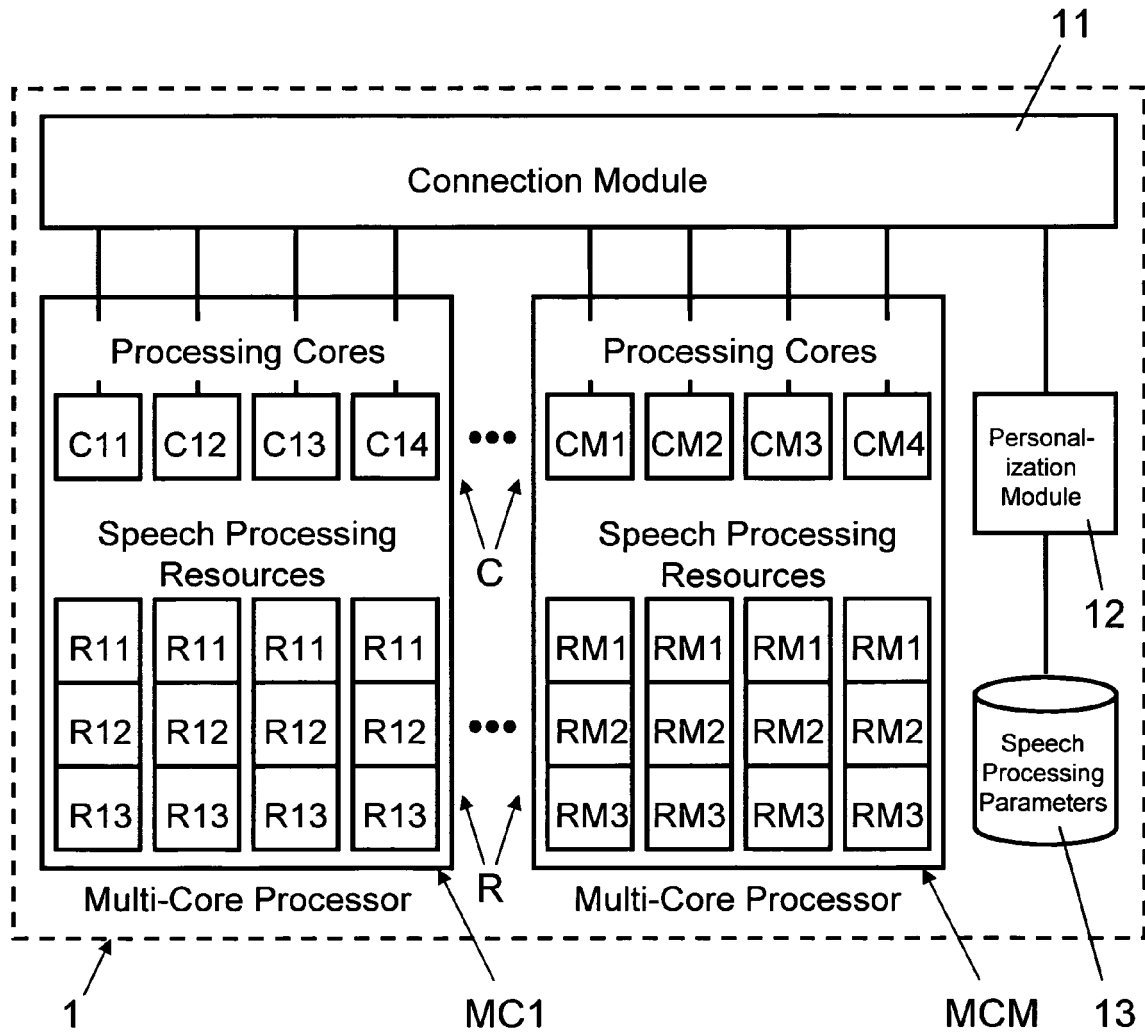 11
Connection Module
Processing Cores Processing Cores
C11 C12 C13 C14 ••• CM1 CM2 CM3 CM4
Personal-
ization
Module
C
12
Speech Processing
Resources
Speech Processing
Resources
R11 R11 R11 R11 RM1 RM1 RM1 RM1
R12 R12 R12 R12 ••• RM2 RM2 RM2 RM2
R13 R13 R13 R13 RM3 RM3 RM3 RM3
Speech
Processing
Parameters
R
Multi-Core Processor Multi-Core Processor
1 MC1 MCM 13